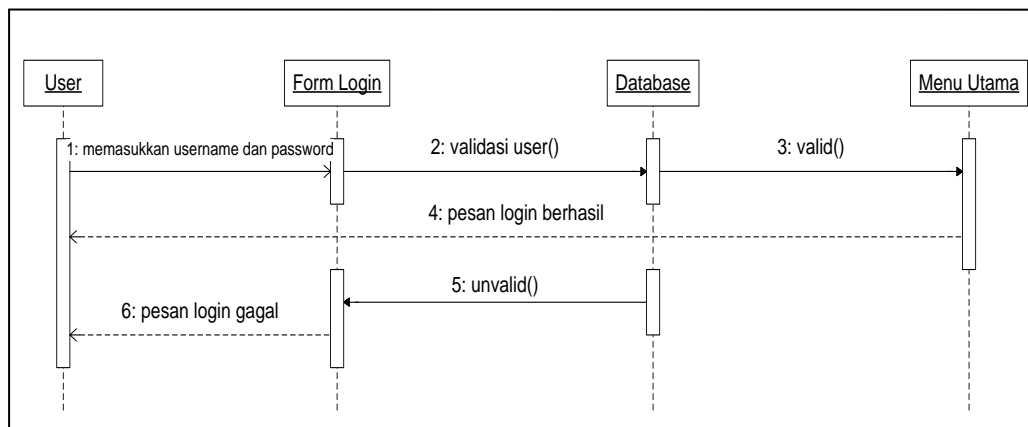 User
Form Login
Database
Menu Utama
1: memasukkan username dan password
2: validasi user()
3: valid()
4: pesan login berhasil
5: unvalid()
6: pesan login gagal